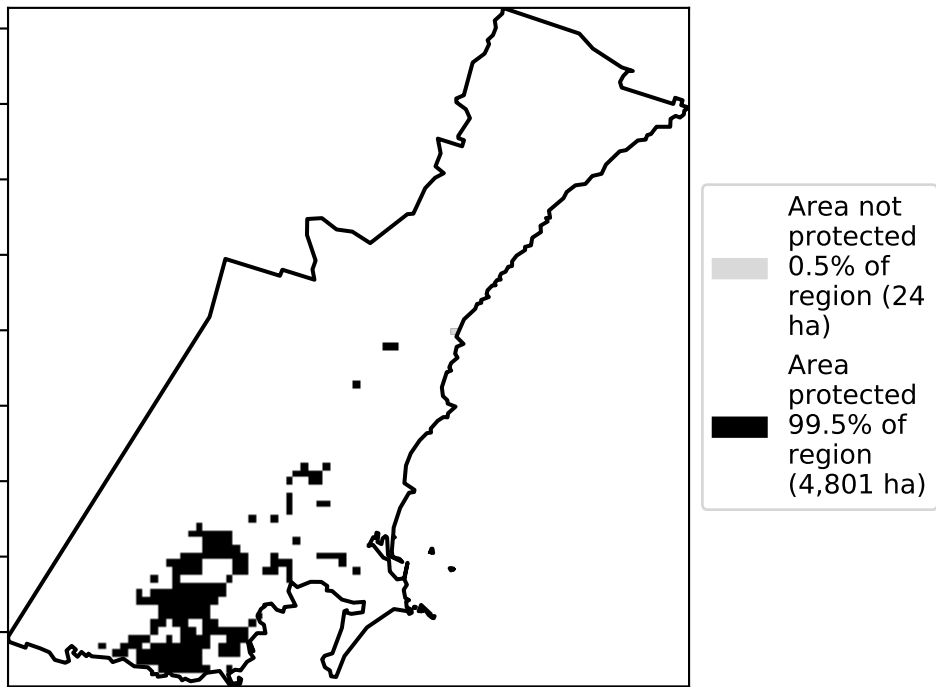 Area not
protected
0.5% of
region (24
ha)
Area
protected
99.5% of
region
(4,801 ha)